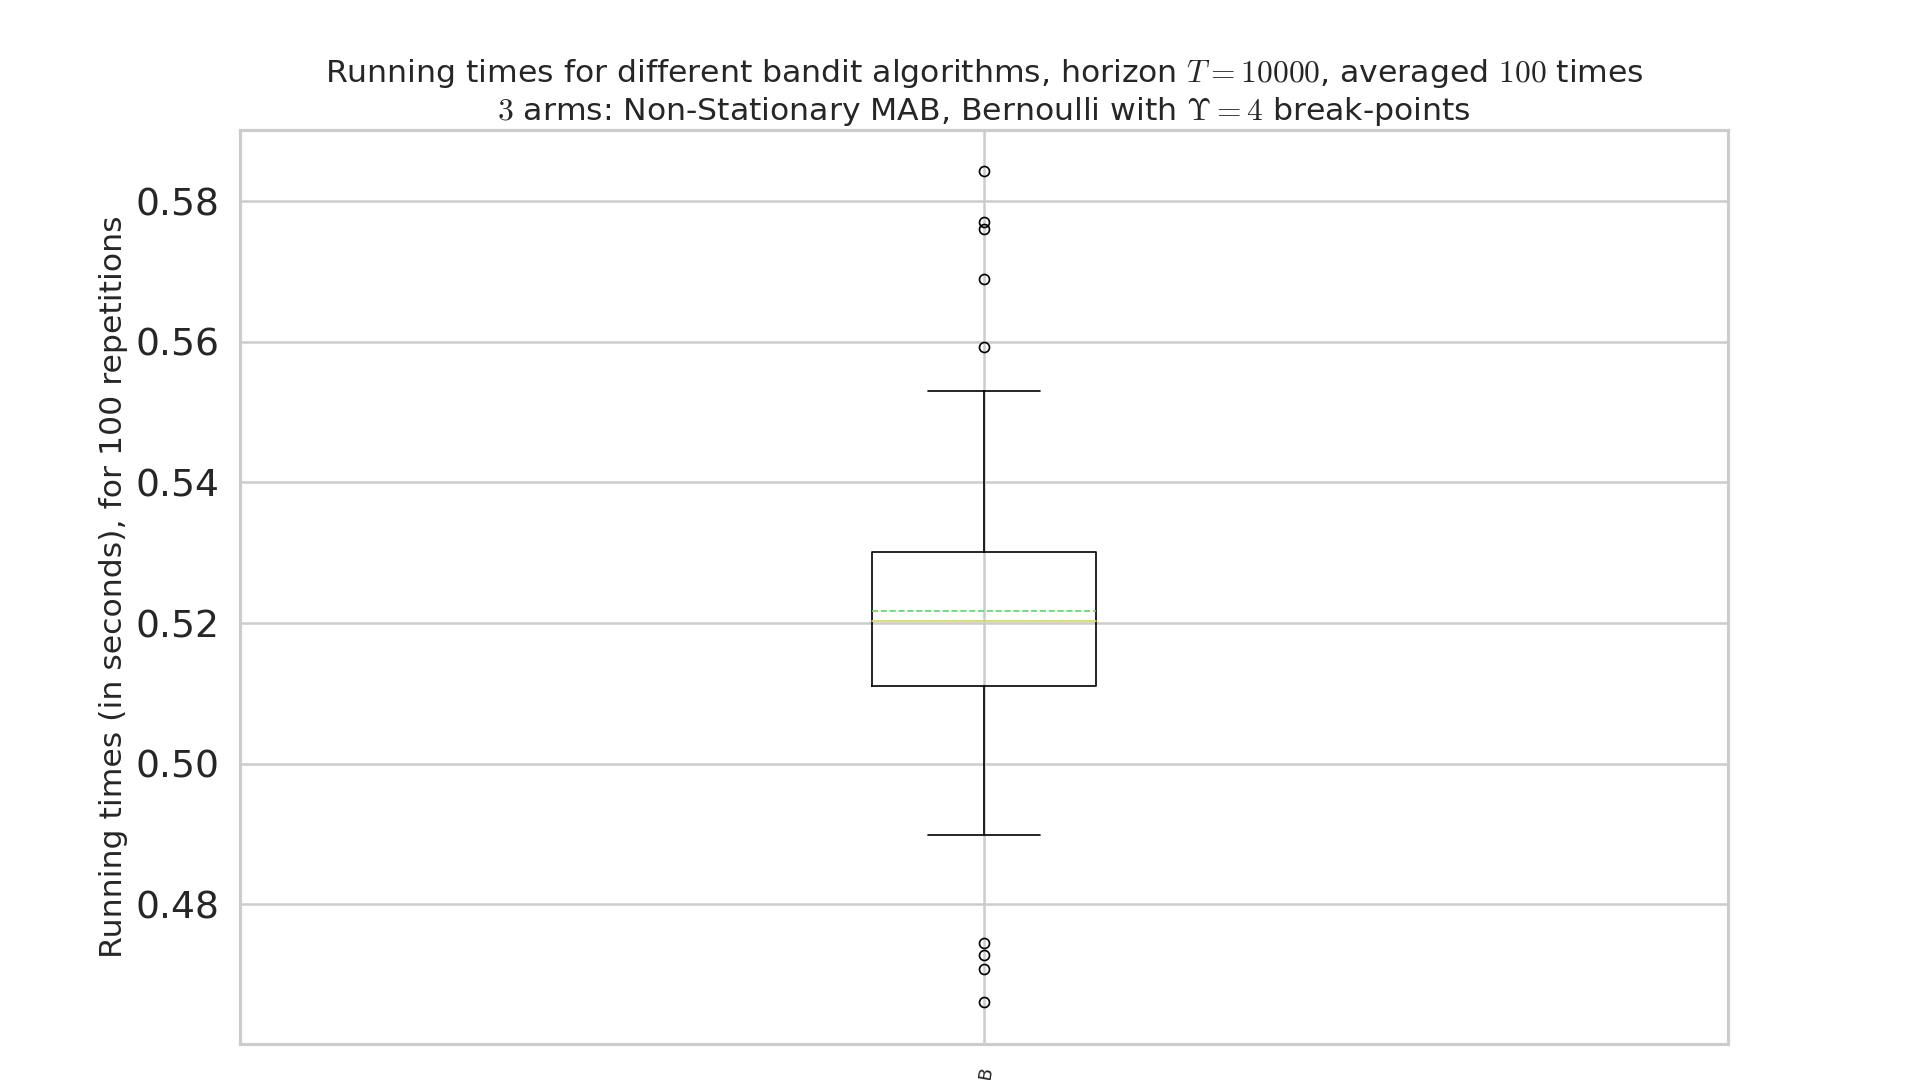 Running times for different bandit algorithms, horizon T = 10000, averaged 100 times
3 arms: Non-Stationary MAB, Bernoulli with Υ = 4 break-points
Running times (in seconds), for 100 repetitions
0.58
0.56
0.54
0.52
0.50
0.48
B